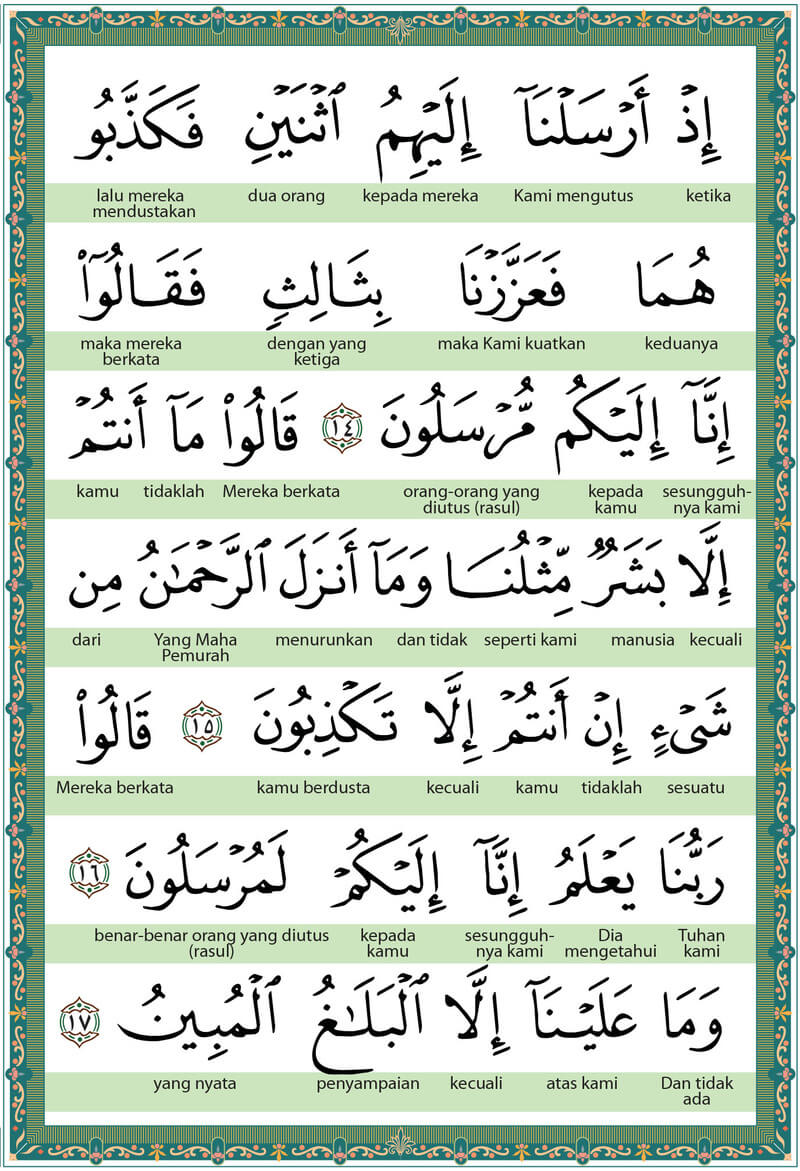 إِذْ أَرْسَلْنَآ إِلَيْهِمُ ٱثْنَيْنِ فَكَذَّبُو
lalu mereka dua orang kepada mereka Kami mengutus ketika
mendustakan
هُمَا فَعَزَّزْنَا بِثَالِثٍ فَقَالُوٓا۟
maka mereka dengan yang maka Kami kuatkan keduanya
berkata ketiga
إِنَّآ إِلَيْكُم مُّرْسَلُونَ ١٤ قَالُوا۟ مَآ أَنتُمْ
kamu tidaklah Mereka berkata orang-orang yang kepada sesungguh-
diutus (rasul) kamu nya kami
إِلَّا بَشَرٌ مِّثْلُنَا وَمَآ أَنزَلَ ٱلرَّحْمَٰنُ مِن
dari Yang Maha menurunkan dan tidak seperti kami manusia kecuali
Pemurah
شَىْءٍ إِنْ أَنتُمْ إِلَّا تَكْذِبُونَ ١٥ قَالُوا۟
Mereka berkata kamu berdusta kecuali kamu tidaklah sesuatu
رَبُّنَا يَعْلَمُ إِنَّآ إِلَيْكُمْ لَمُرْسَلُونَ ١٦
benar-benar orang yang diutus kepada sesungguh- Dia Tuhan
(rasul) kamu nya kami mengetahui kami
وَمَا عَلَيْنَآ إِلَّا ٱلْبَلَٰغُ ٱلْمُبِينُ ١٧
yang nyata penyampaian kecuali atas kami Dan tidak
ada